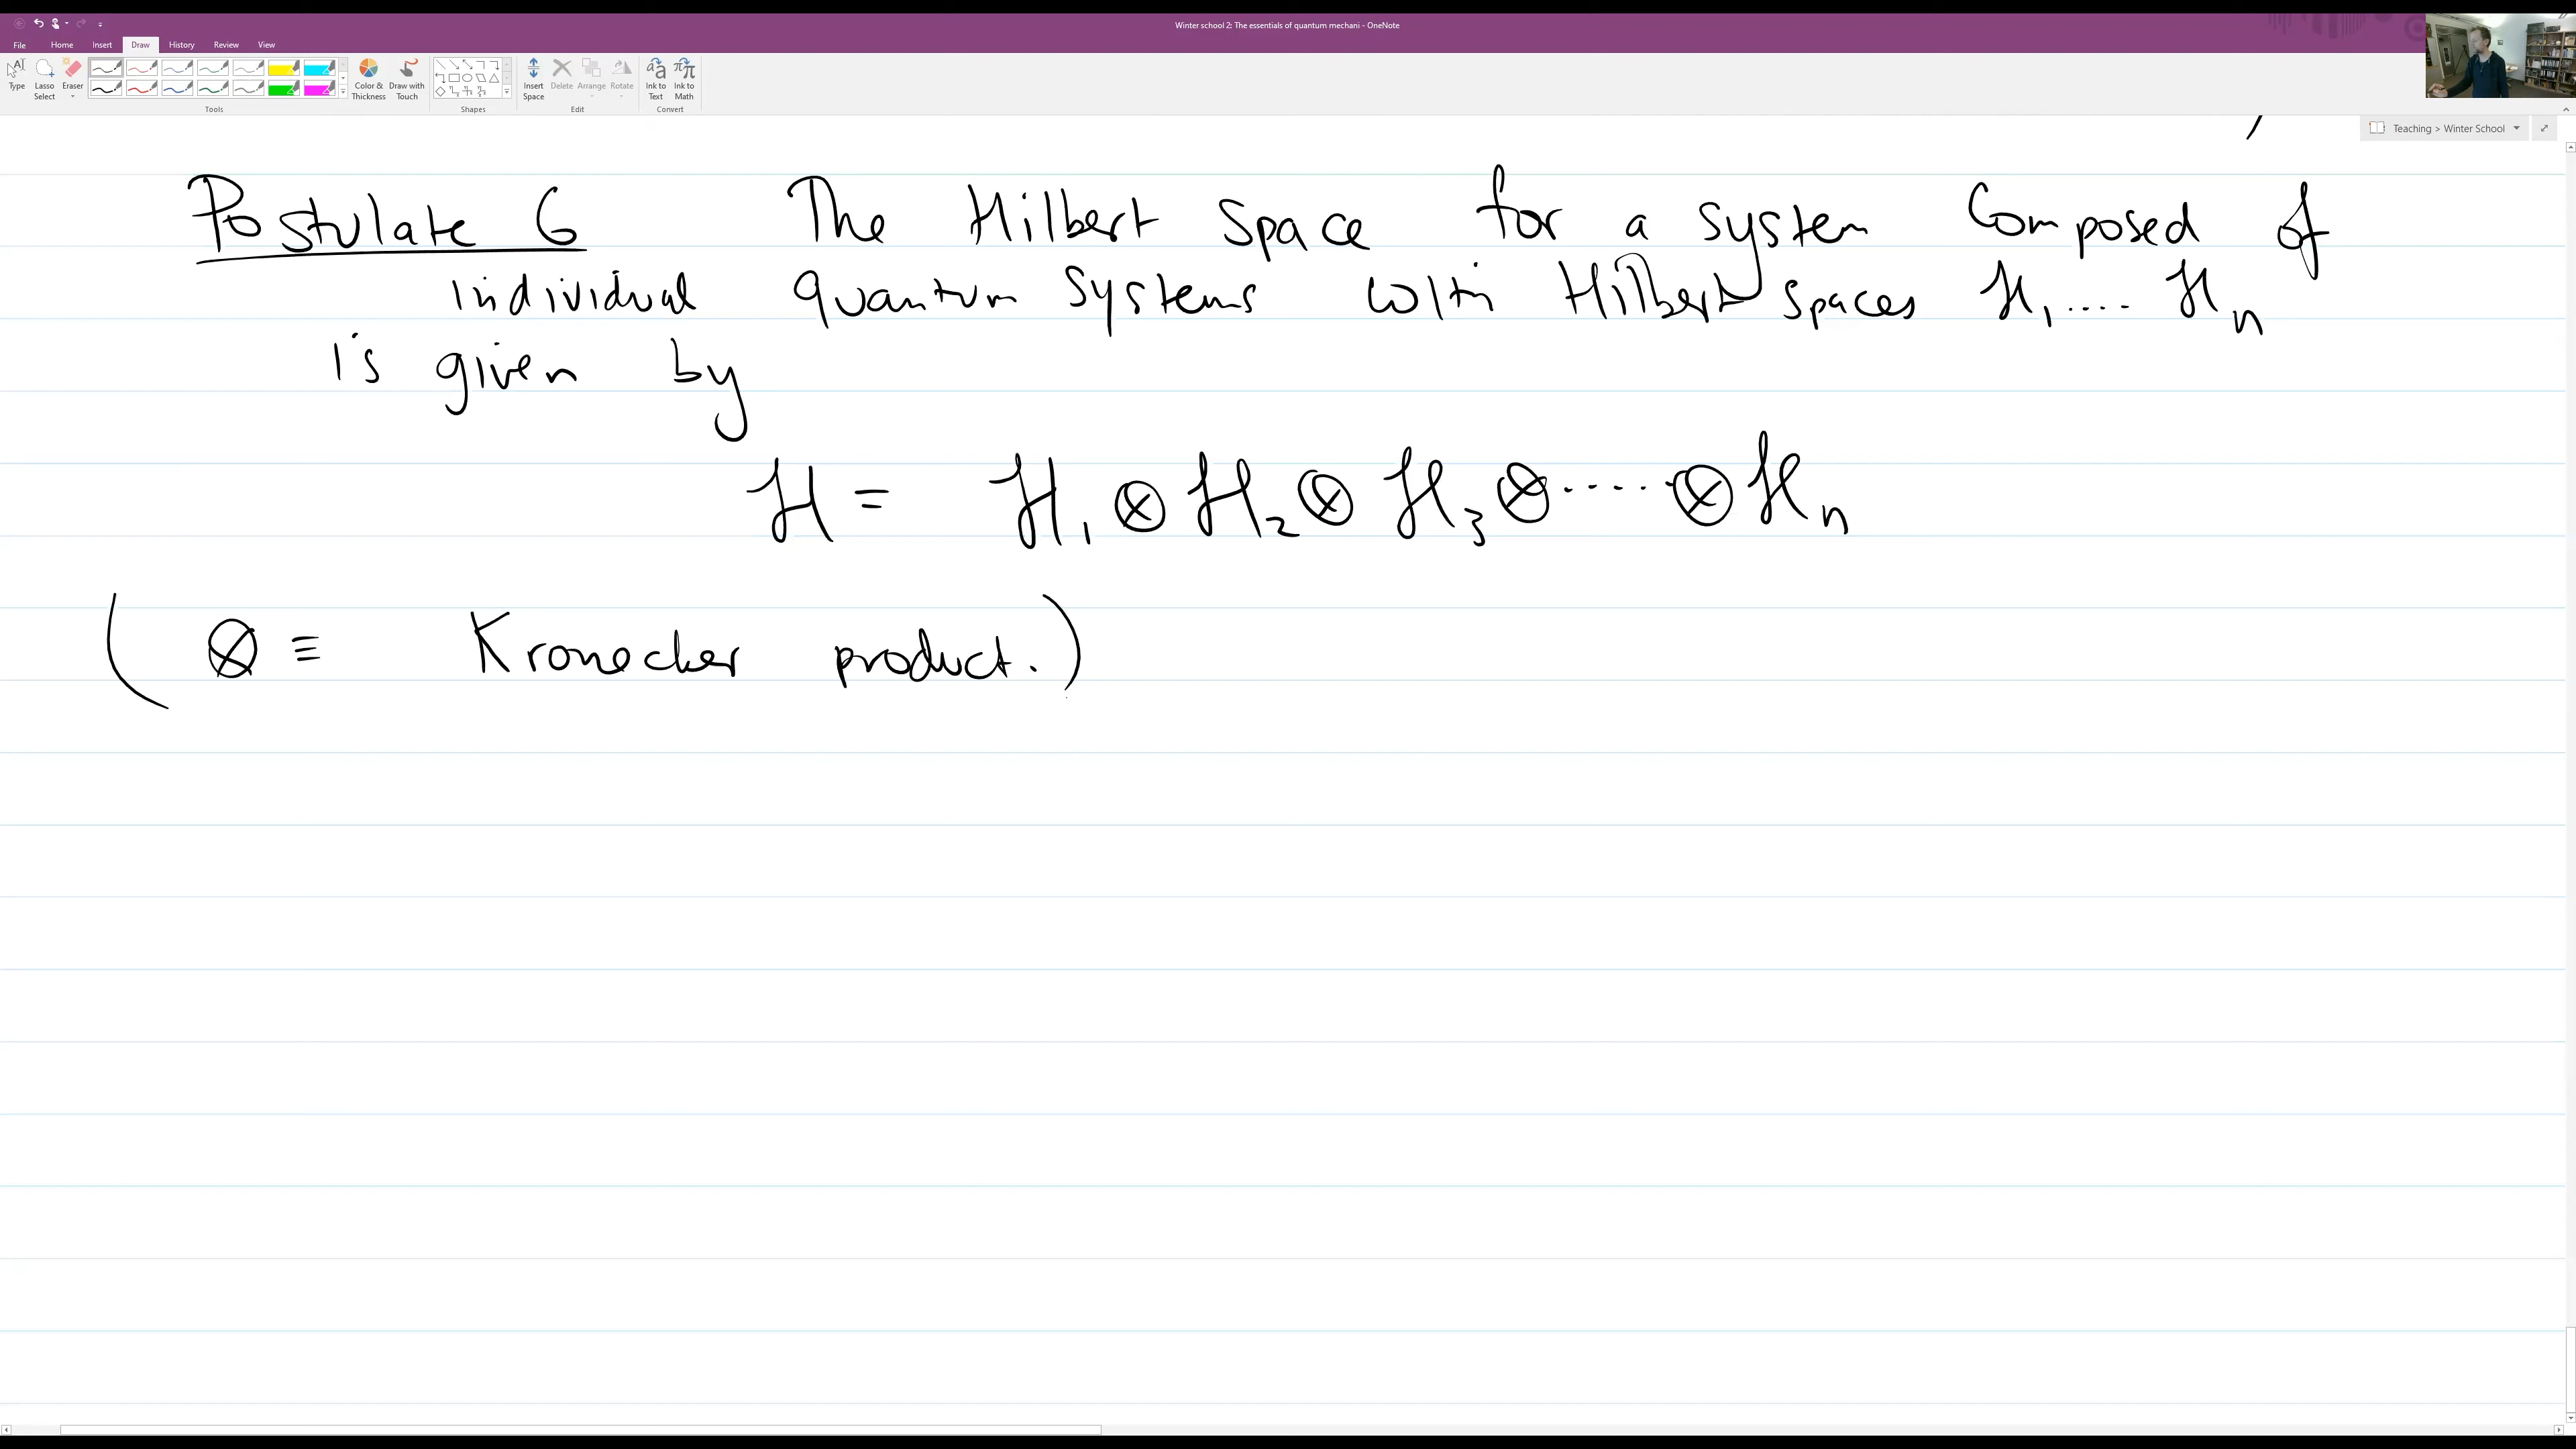 Winter school 2: The essentials of quantum mechani - OneNote
File Home Insert Draw History Review View
Type Lasso Select Eraser Color & Thickness Draw with Touch Insert Space Delete Arrange Rotate Ink to Text Ink to Math
Tools Shapes Edit Convert
Teaching > Winter School
Postulate 6 The Hilbert Space for a system Composed of
individual quantum systems with Hilbert spaces ℋ₁.... ℋₙ
is given by
ℋ = ℋ₁ ⊗ ℋ₂ ⊗ ℋ₃ ⊗ ..... ⊗ ℋₙ
( ⊗ ≡ Kronecker product. )